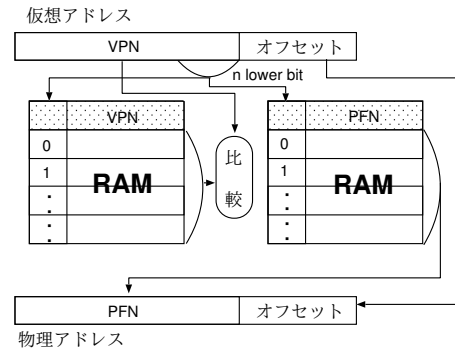 仮想アドレス
VPN オフセット
n lower bit
VPN PFN
0 比 0
1 RAM 較 1 RAM
PFN オフセット
物理アドレス